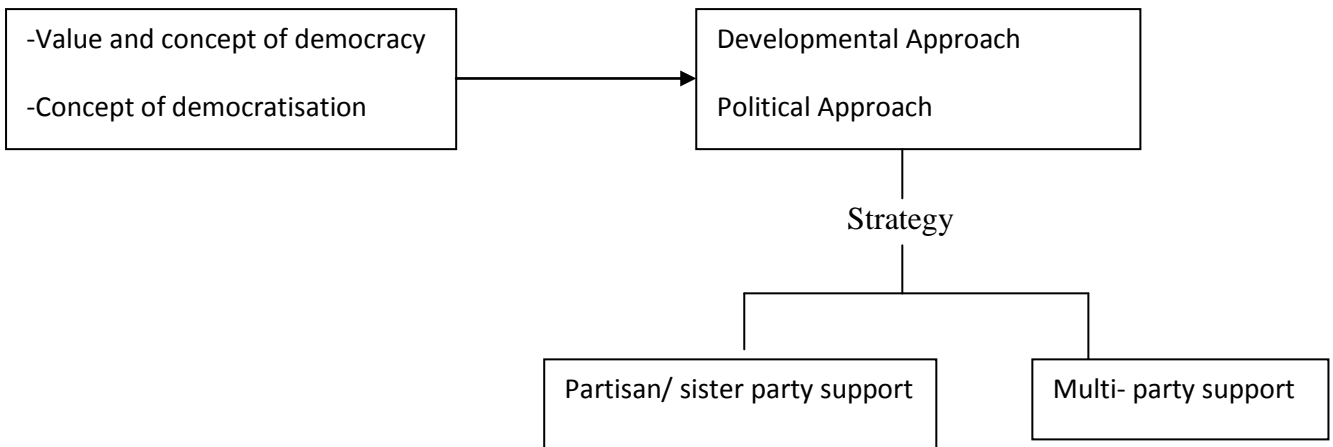 -Value and concept of democracy
-Concept of democratisation
Developmental Approach
Political Approach
Strategy
Partisan/ sister party support
Multi- party support